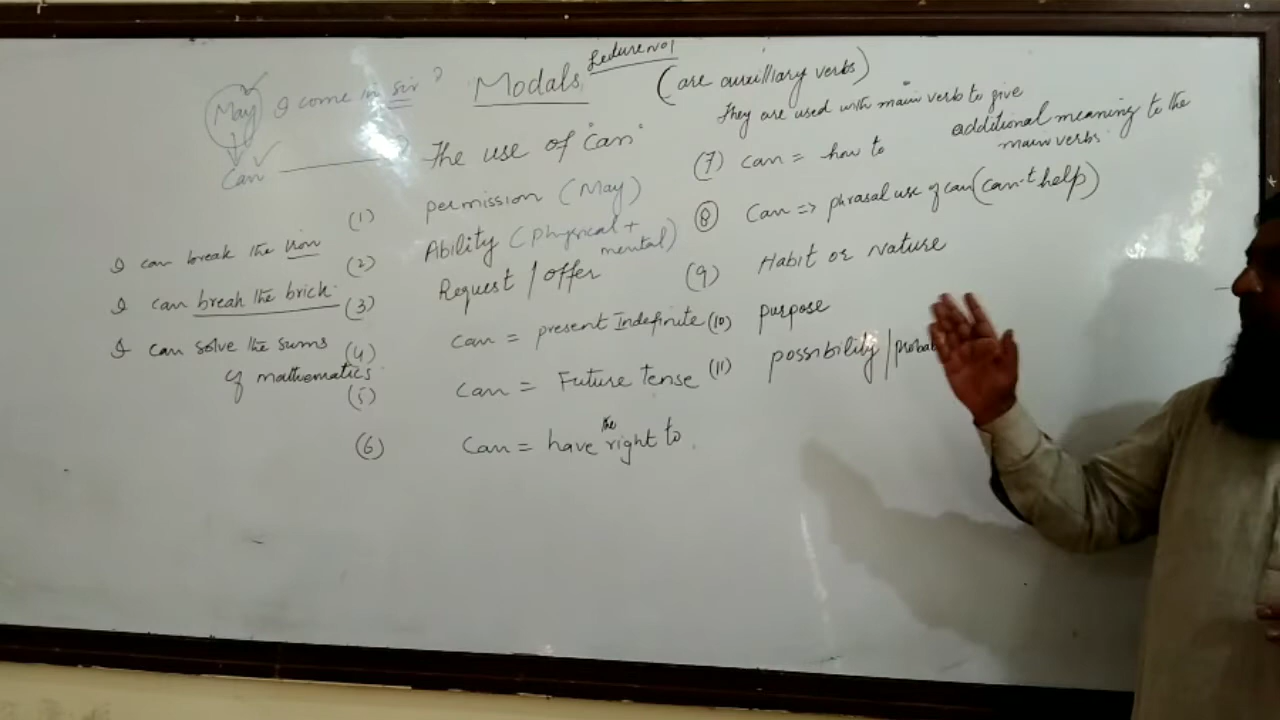 Lecture no 1
Modals
(are auxilliary verbs)
They are used with main verb to give
additional meaning to the
main verbs.
May I come in sir?
Can
The use of "can"
(1) permission (May)
(2) Ability (Physical + mental)
(3) Request / offer
(4) can = present Indefinite
(5) can = Future tense
(6) Can = have the right to.
(7) can = how to
(8) Can => phrasal use of can (can't help)
(9) Habit or Nature
(10) purpose
(11) possibility /
I can break the iron
I can break the brick.
I can solve the sums
of mathematics.